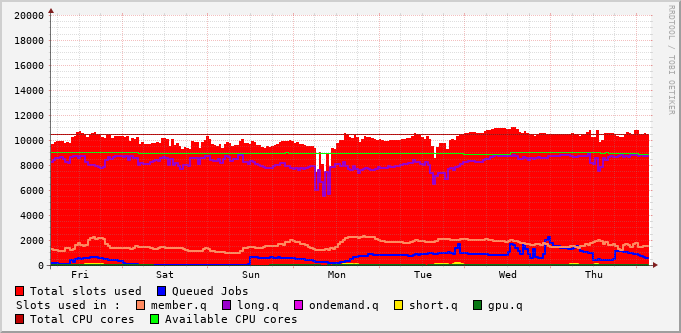 20000
18000
16000
14000
12000
10000
8000
6000
4000
2000
0
Fri Sat Sun Mon Tue Wed Thu
RRDTOOL / TOBI OETIKER
Total slots used Queued Jobs
Slots used in : member.q long.q ondemand.q short.q gpu.q
Total CPU cores Available CPU cores